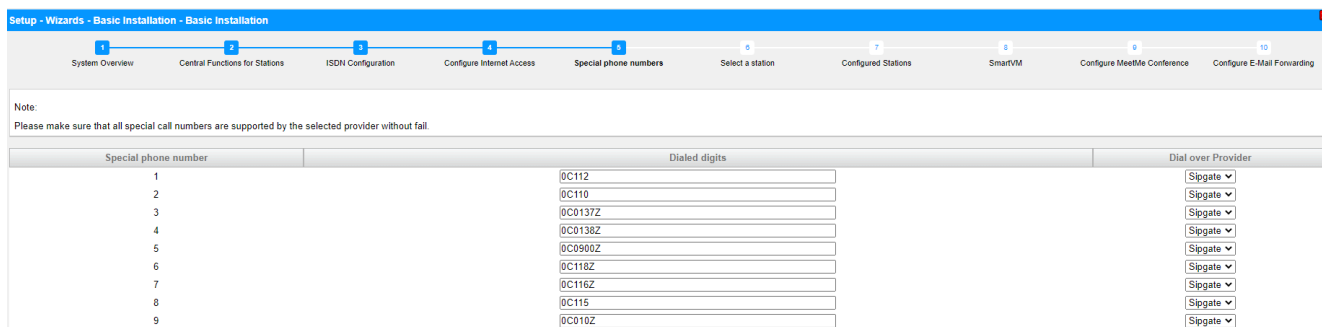 Setup - Wizards - Basic Installation - Basic Installation
1 2 3 4 5 6 7 8 9 10
System Overview Central Functions for Stations ISDN Configuration Configure Internet Access Special phone numbers Select a station Configured Stations SmartVM Configure MeetMe Conference Configure E-Mail Forwarding
Note:
Please make sure that all special call numbers are supported by the selected provider without fail.
Special phone number Dialed digits Dial over Provider
1 0C112 Sipgate
2 0C110 Sipgate
3 0C0137Z Sipgate
4 0C0138Z Sipgate
5 0C0900Z Sipgate
6 0C118Z Sipgate
7 0C116Z Sipgate
8 0C115 Sipgate
9 0C010Z Sipgate